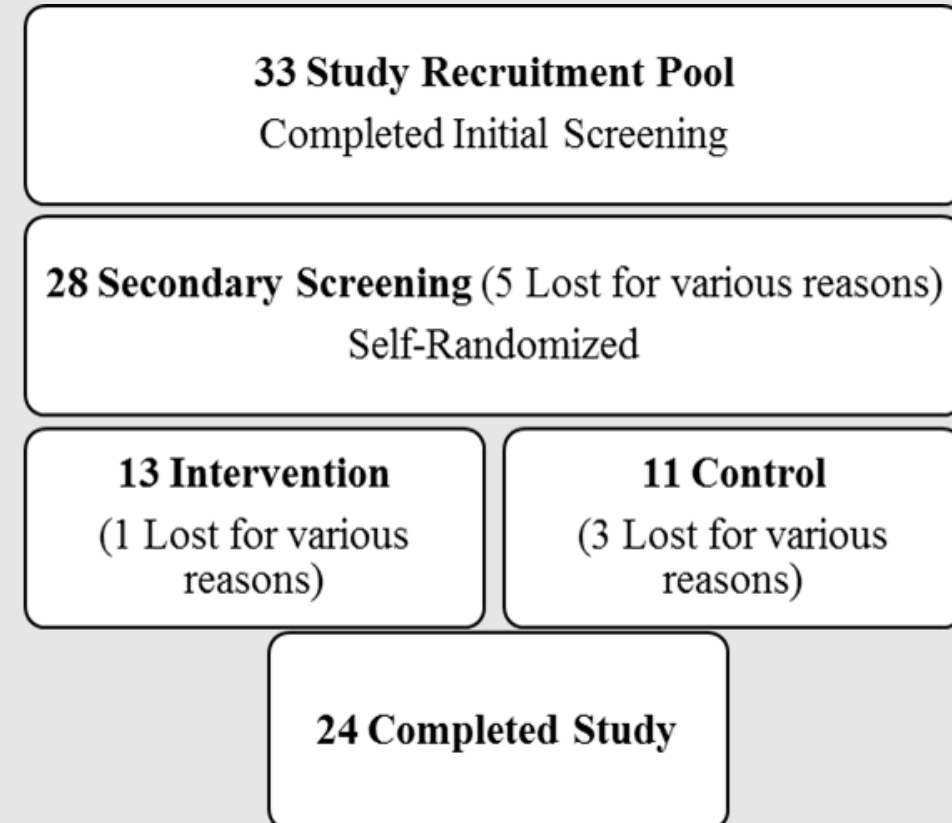 33 Study Recruitment Pool
Completed Initial Screening
28 Secondary Screening (5 Lost for various reasons)
Self-Randomized
13 Intervention
(1 Lost for various
reasons)
11 Control
(3 Lost for various
reasons)
24 Completed Study